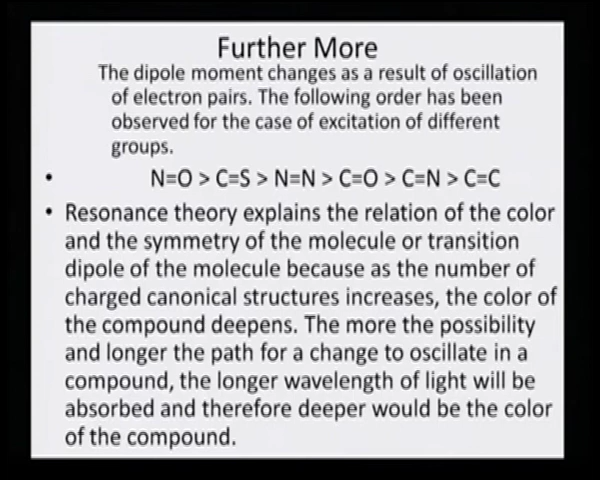 Further More
The dipole moment changes as a result of oscillation
of electron pairs. The following order has been
observed for the case of excitation of different
groups.
• N=O > C=S > N=N > C=O > C=N > C=C
• Resonance theory explains the relation of the color
and the symmetry of the molecule or transition
dipole of the molecule because as the number of
charged canonical structures increases, the color of
the compound deepens. The more the possibility
and longer the path for a change to oscillate in a
compound, the longer wavelength of light will be
absorbed and therefore deeper would be the color
of the compound.